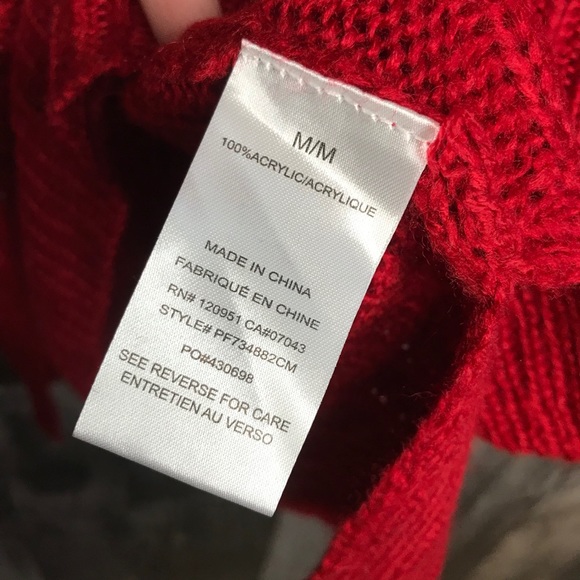 M/M
100%ACRYLIC/ACRYLIQUE
MADE IN CHINA
FABRIQUÉ EN CHINE
RN# 120951 CA#07043
STYLE# PF734882CM
PO#430698
SEE REVERSE FOR CARE
ENTRETIEN AU VERSO